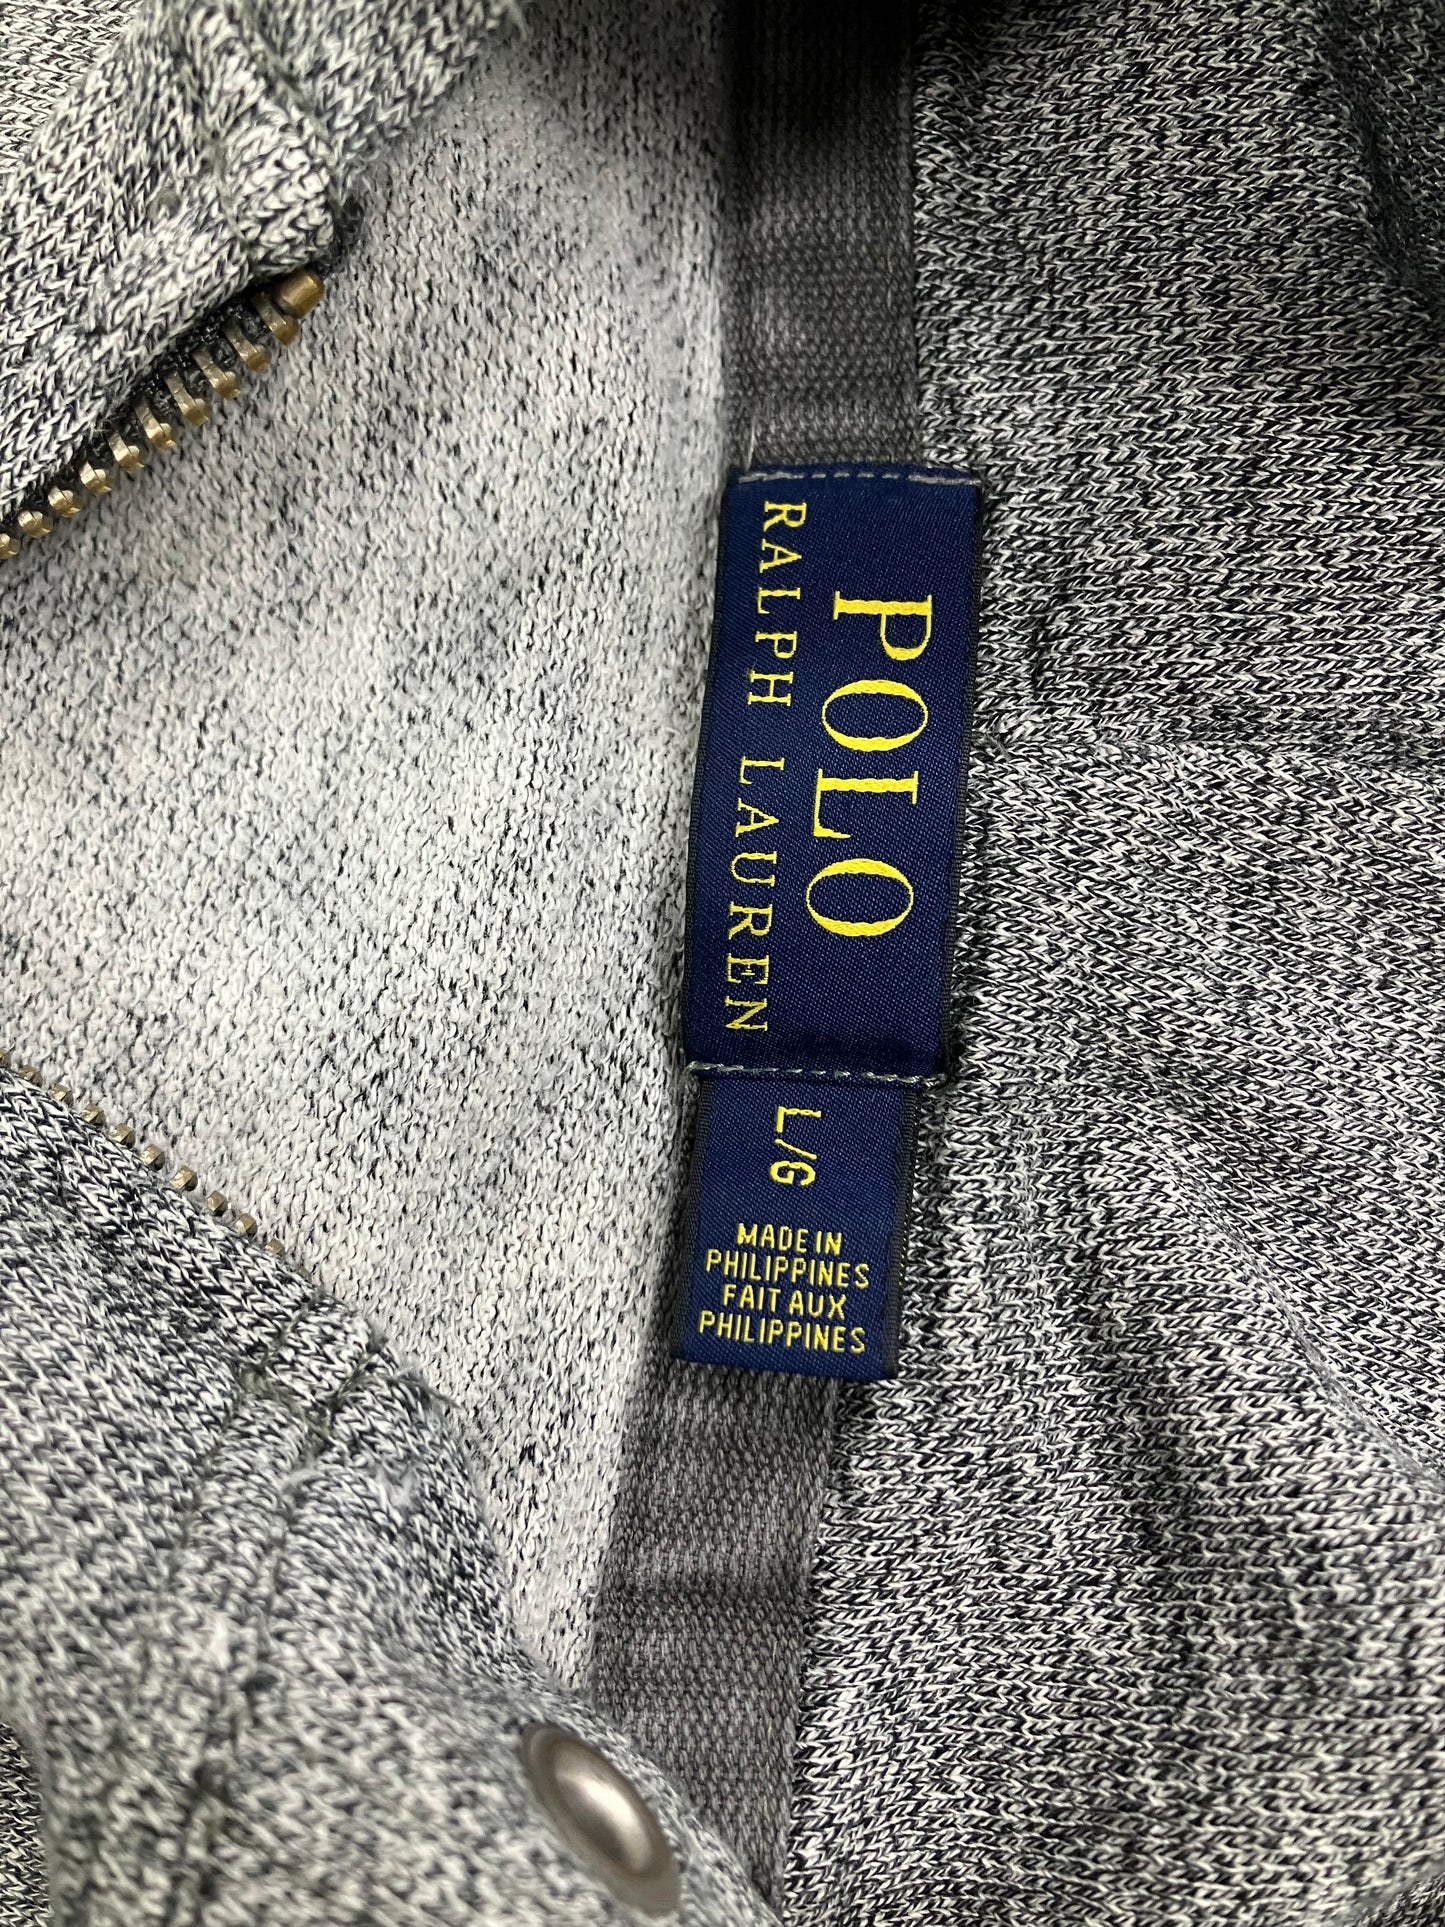 POLO
RALPH LAUREN
L/G
MADE IN
PHILIPPINES
FAIT AUX
PHILIPPINES